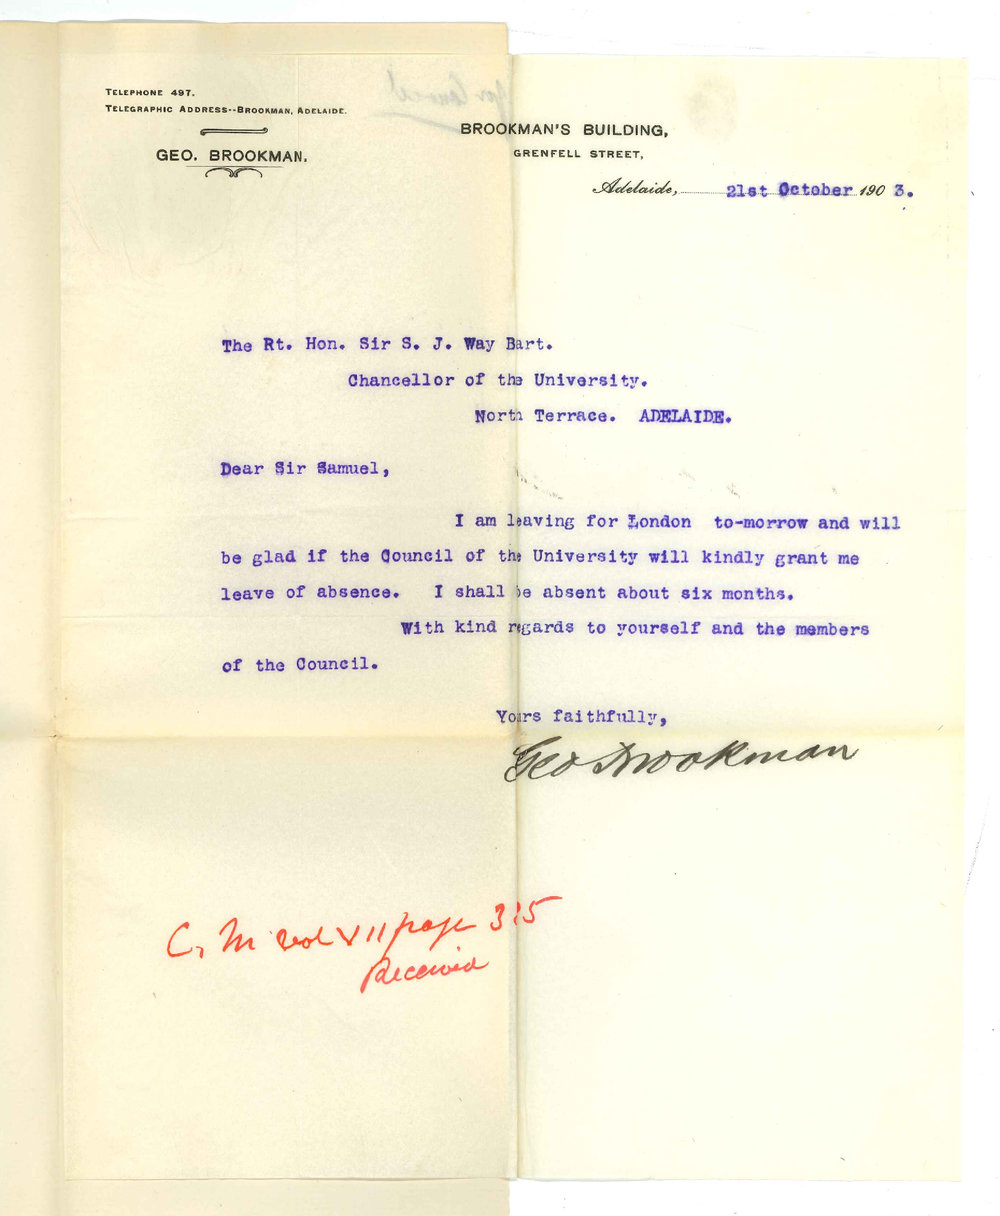 TELEPHONE 497.
TELEGRAPHIC ADDRESS--BROOKMAN, ADELAIDE.
GEO. BROOKMAN.
BROOKMAN'S BUILDING,
GRENFELL STREET,
Adelaide, 21st October 1903.
The Rt. Hon. Sir S. J. Way Bart.
Chancellor of the University.
North Terrace. ADELAIDE.
Dear Sir Samuel,
I am leaving for London to-morrow and will
be glad if the Council of the University will kindly grant me
leave of absence. I shall be absent about six months.
With kind regards to yourself and the members
of the Council.
Yours faithfully,
Geo Brookman
C, M vol VII page 315
Received